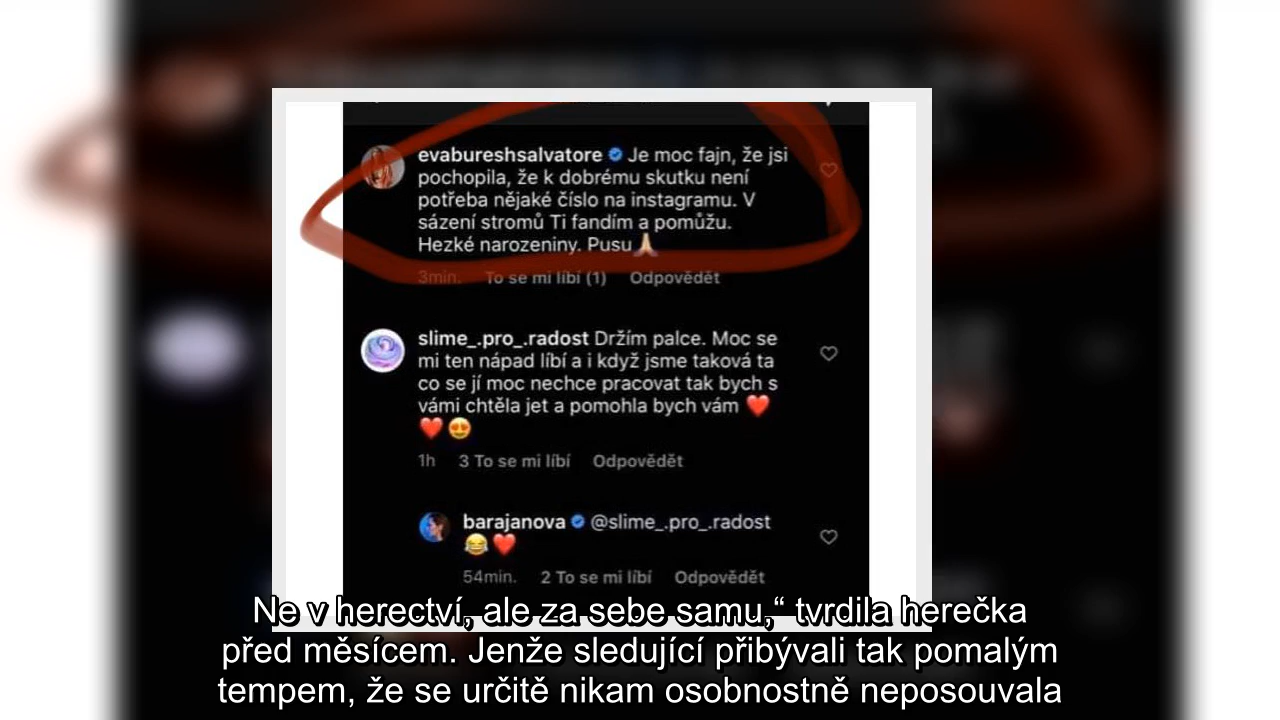 evabureshsalvatore Je moc fajn, že jsi
pochopila, že k dobrému skutku není
potřeba nějaké číslo na instagramu. V
sázení stromů Ti fandím a pomůžu.
Hezké narozeniny. Pusu 🙏🏻
3min. To se mi líbí (1) Odpovědět
slime_.pro_.radost Držím palce. Moc se
mi ten nápad líbí a i když jsme taková ta
co se jí moc nechce pracovat tak bych s
vámi chtěla jet a pomohla bych vám ❤️
❤️😍
1h 3 To se mi líbí Odpovědět
barajanova @slime_.pro_.radost
😂❤️
54min. 2 To se mi líbí Odpovědět
Ne v herectví, ale za sebe samu,“ tvrdila herečka
před měsícem. Jenže sledující přibývali tak pomalým
tempem, že se určitě nikam osobnostně neposouvala